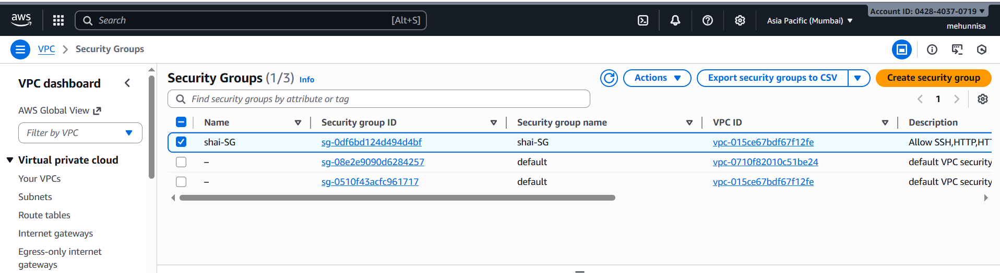 aws
Search [Alt+S]
Asia Pacific (Mumbai)
Account ID: 0428-4037-0719
mehunnisa
VPC > Security Groups
VPC dashboard
AWS Global View
Filter by VPC
Virtual private cloud
Your VPCs
Subnets
Route tables
Internet gateways
Egress-only internet
gateways
Security Groups (1/3) Info
Actions
Export security groups to CSV
Create security group
Find security groups by attribute or tag
1
Name Security group ID Security group name VPC ID Description
shai-SG sg-0df6bd124d494d4bf shai-SG vpc-015ce67bdf67f12fe Allow SSH,HTTP,HT
– sg-08e2e9090d6284257 default vpc-0710f82010c51be24 default VPC security
– sg-0510f43acfc961717 default vpc-015ce67bdf67f12fe default VPC security